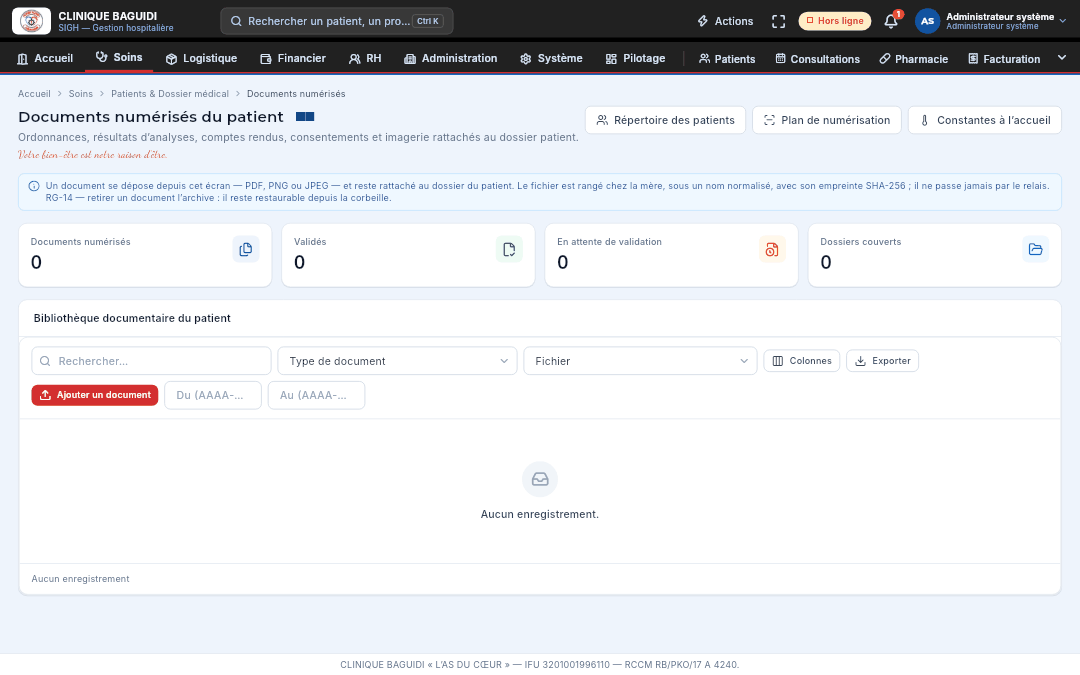 CLINIQUE BAGUIDI
SIGH — Gestion hospitalière
Rechercher un patient, un pro... Ctrl K
Actions
Hors ligne
1
AS
Administrateur système
Administrateur système
Accueil Soins Logistique Financier RH Administration Système Pilotage Patients Consultations Pharmacie Facturation
Accueil > Soins > Patients & Dossier médical > Documents numérisés
Documents numérisés du patient
Ordonnances, résultats d'analyses, comptes rendus, consentements et imagerie rattachés au dossier patient.
Votre bien-être est notre raison d'être.
Répertoire des patients
Plan de numérisation
Constantes à l'accueil
Un document se dépose depuis cet écran — PDF, PNG ou JPEG — et reste rattaché au dossier du patient. Le fichier est rangé chez la mère, sous un nom normalisé, avec son empreinte SHA-256 ; il ne passe jamais par le relais.
RG-14 — retirer un document l'archive : il reste restaurable depuis la corbeille.
Documents numérisés
0
Validés
0
En attente de validation
0
Dossiers couverts
0
Bibliothèque documentaire du patient
Rechercher...
Type de document
Fichier
Colonnes
Exporter
Ajouter un document
Du (AAAA-...
Au (AAAA-...
Aucun enregistrement.
Aucun enregistrement
CLINIQUE BAGUIDI « L'AS DU CŒUR » — IFU 3201001996110 — RCCM RB/PKO/17 A 4240.